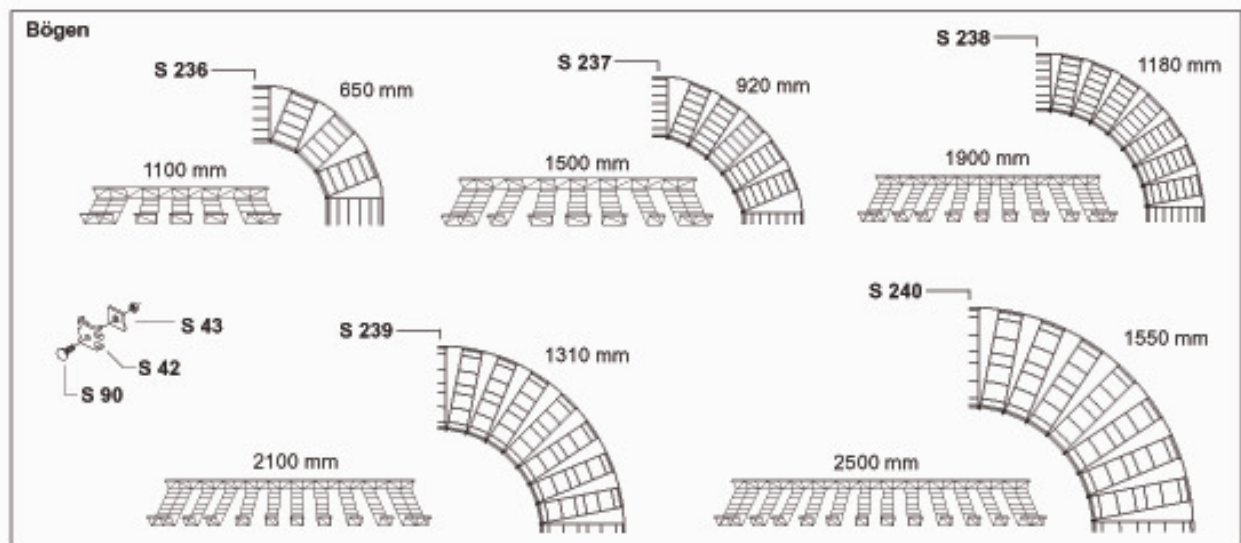 Bögen
S 236
650 mm
1100 mm
S 237
920 mm
1500 mm
S 238
1180 mm
1900 mm
S 43
S 42
S 90
S 239
1310 mm
2100 mm
S 240
1550 mm
2500 mm